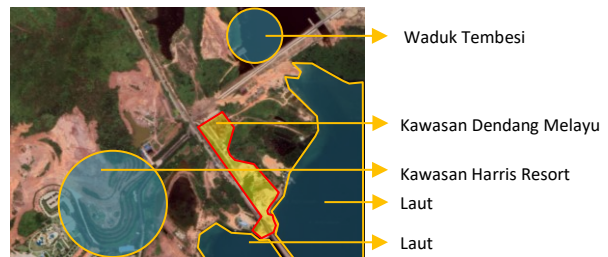 Waduk Tembesi
Kawasan Dendang Melayu
Kawasan Harris Resort
Laut
Laut